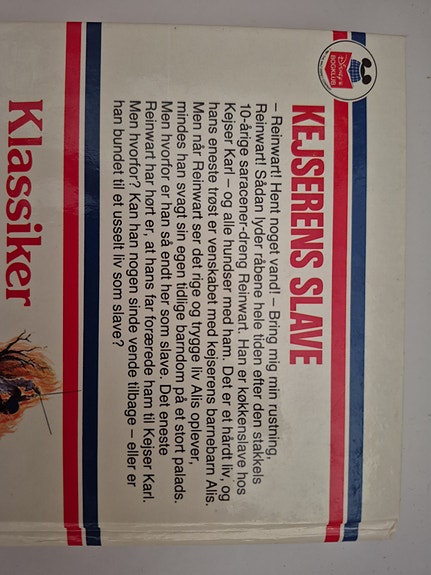 Disney's
BOGKLUB
KEJSERENS SLAVE
– Reinwart! Hent noget vand! – Bring mig min rustning,
Reinwart! Sådan lyder råbene hele tiden efter den stakkels
10-årige saracener-dreng Reinwart. Han er køkkenslave hos
Kejser Karl – og alle hundser med ham. Det er et hårdt liv, og
hans eneste trøst er venskabet med kejserens barnebarn Alis.
Men når Reinwart ser det rige og trygge liv Alis oplever,
mindes han svagt sin egen tidlige barndom på et stort palads.
Men hvorfor er han så endt her som slave. Det eneste
Reinwart har hørt er, at hans far forærede ham til Kejser Karl.
Men hvorfor? Kan han nogen sinde vende tilbage – eller er
han bundet til et usselt liv som slave?
Klassiker